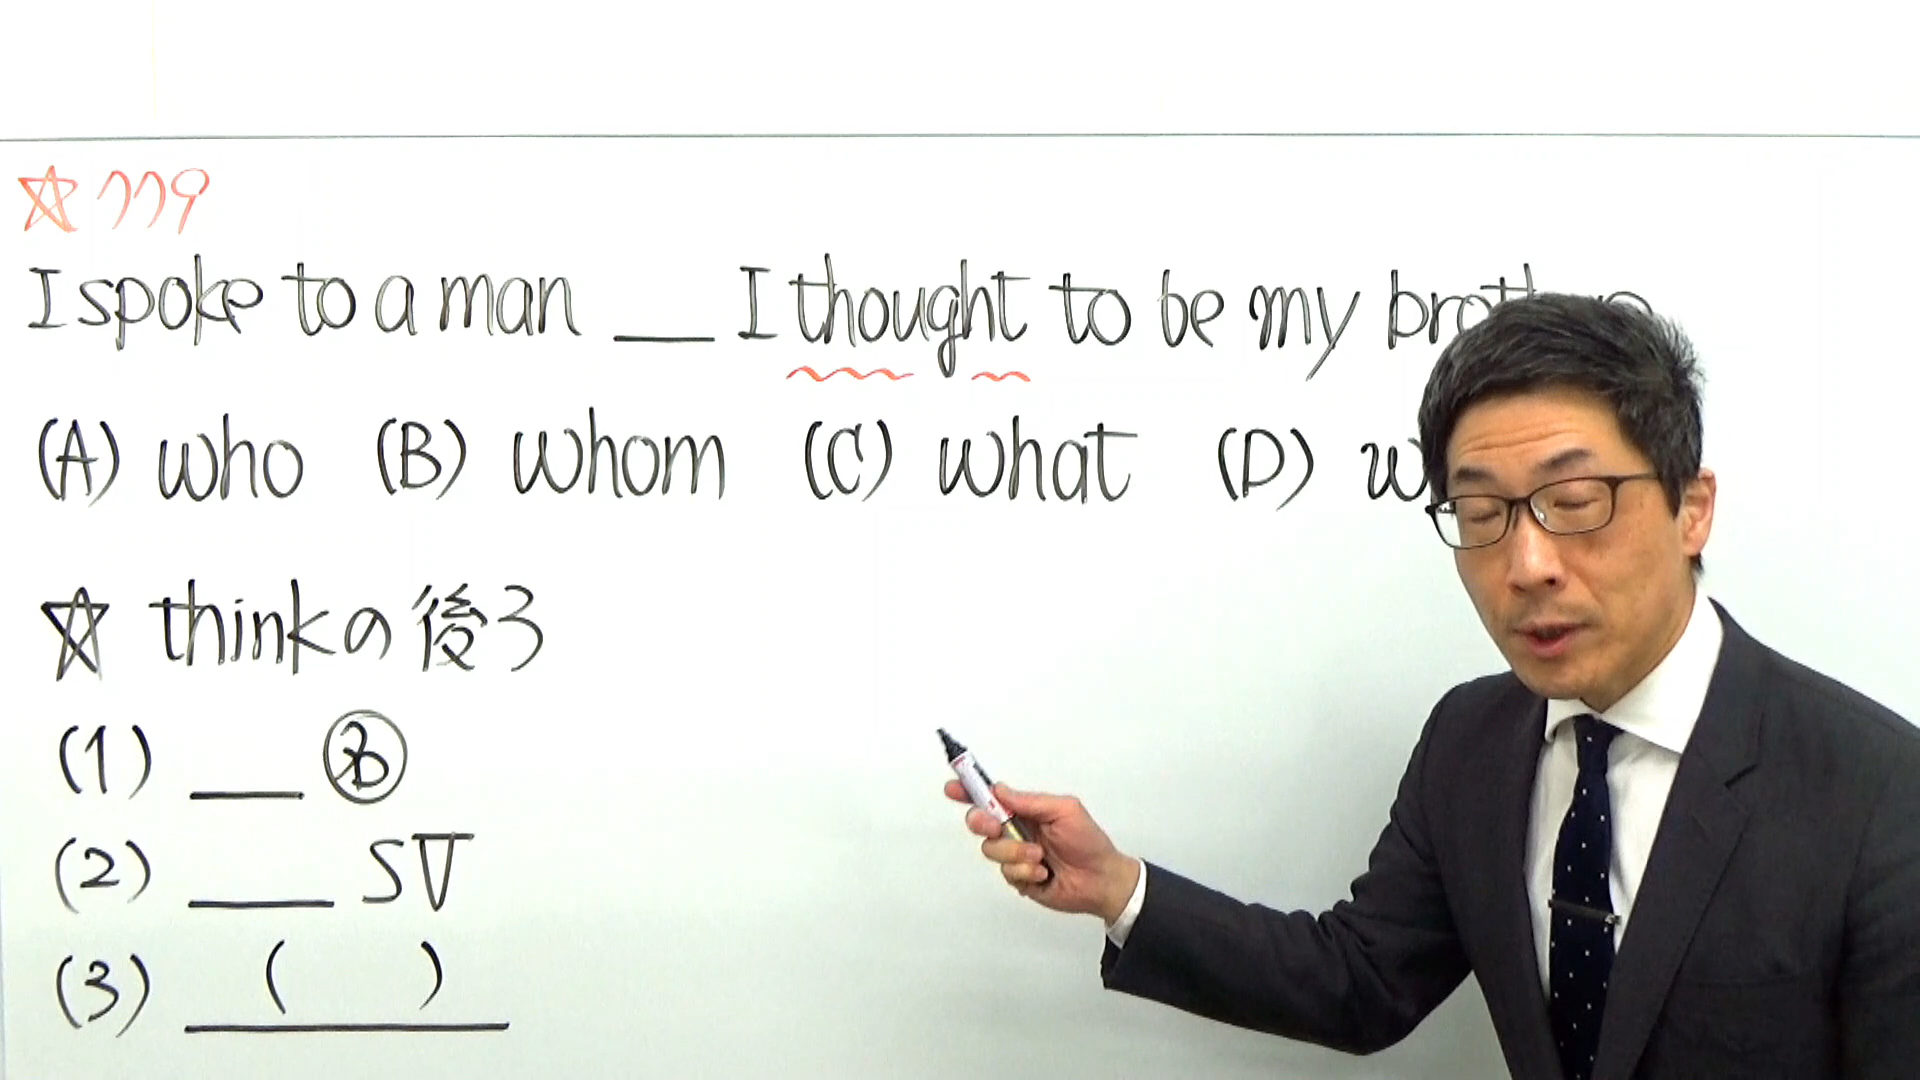 ☆779
I spoke to a man ___ I thought to be my brother
(A) who (B) whom (C) what (D) w
☆ thinkの後ろ
(1) ___
(2) ___ SV
(3) ( )